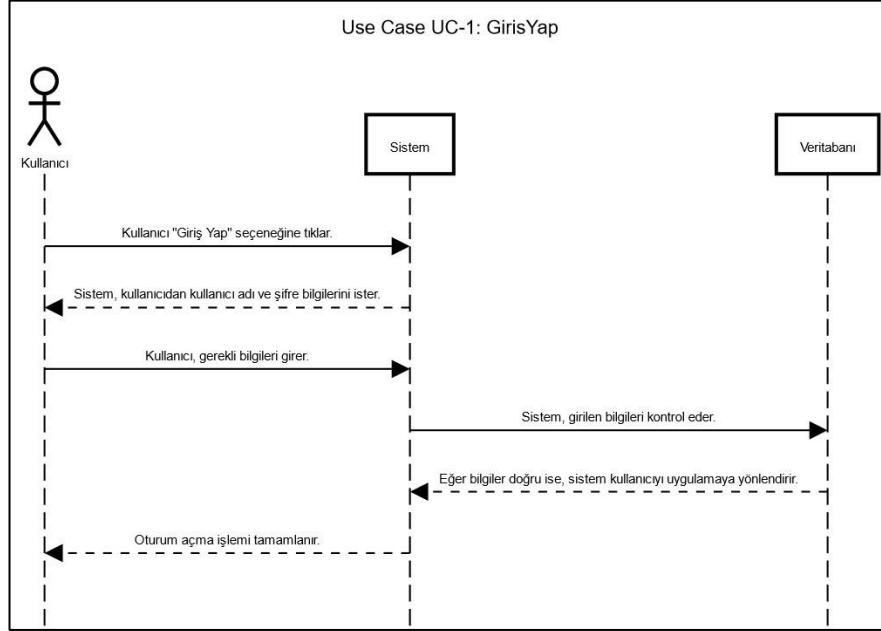 Use Case UC-1: GirisYap
Kullanıcı
Sistem
Veritabanı
Kullanıcı "Giriş Yap" seçeneğine tıklar.
Sistem, kullanıcıdan kullanıcı adı ve şifre bilgilerini ister.
Kullanıcı, gerekli bilgileri girer.
Sistem, girilen bilgileri kontrol eder.
Eğer bilgiler doğru ise, sistem kullanıcıyı uygulamaya yönlendirir.
Oturum açma işlemi tamamlanır.